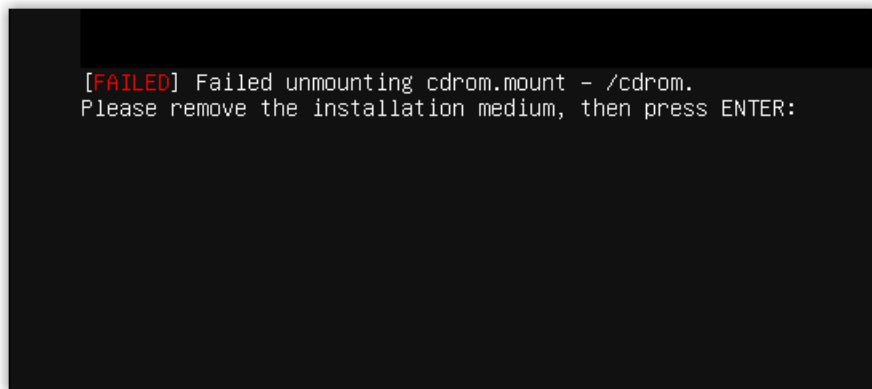 [FAILED] Failed unmounting cdrom.mount – /cdrom.
Please remove the installation medium, then press ENTER: